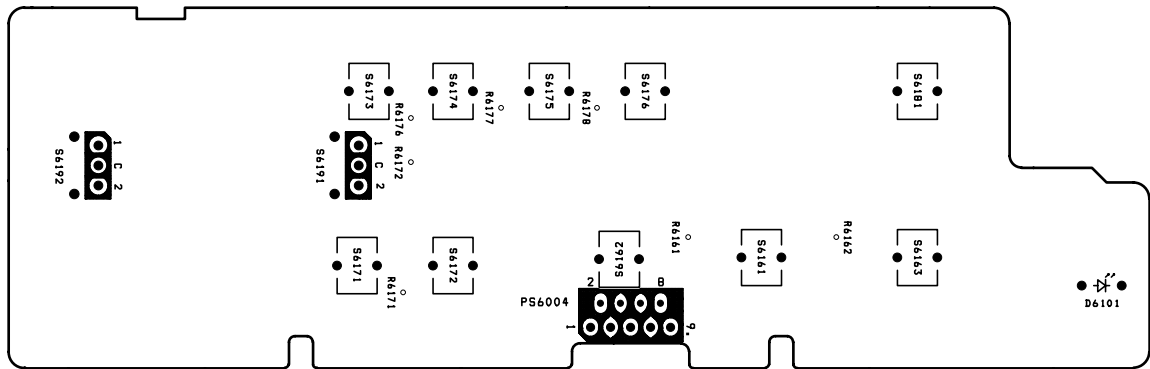 S6173
S6174
S6175
S6176
S6181
R6176
R6177
R6178
R6172
S6192
1
C
2
S6191
1
C
2
S6171
S6172
R6171
S6162
R6161
S6161
R6162
S6163
2
8
PS6004
1
9.
D6101